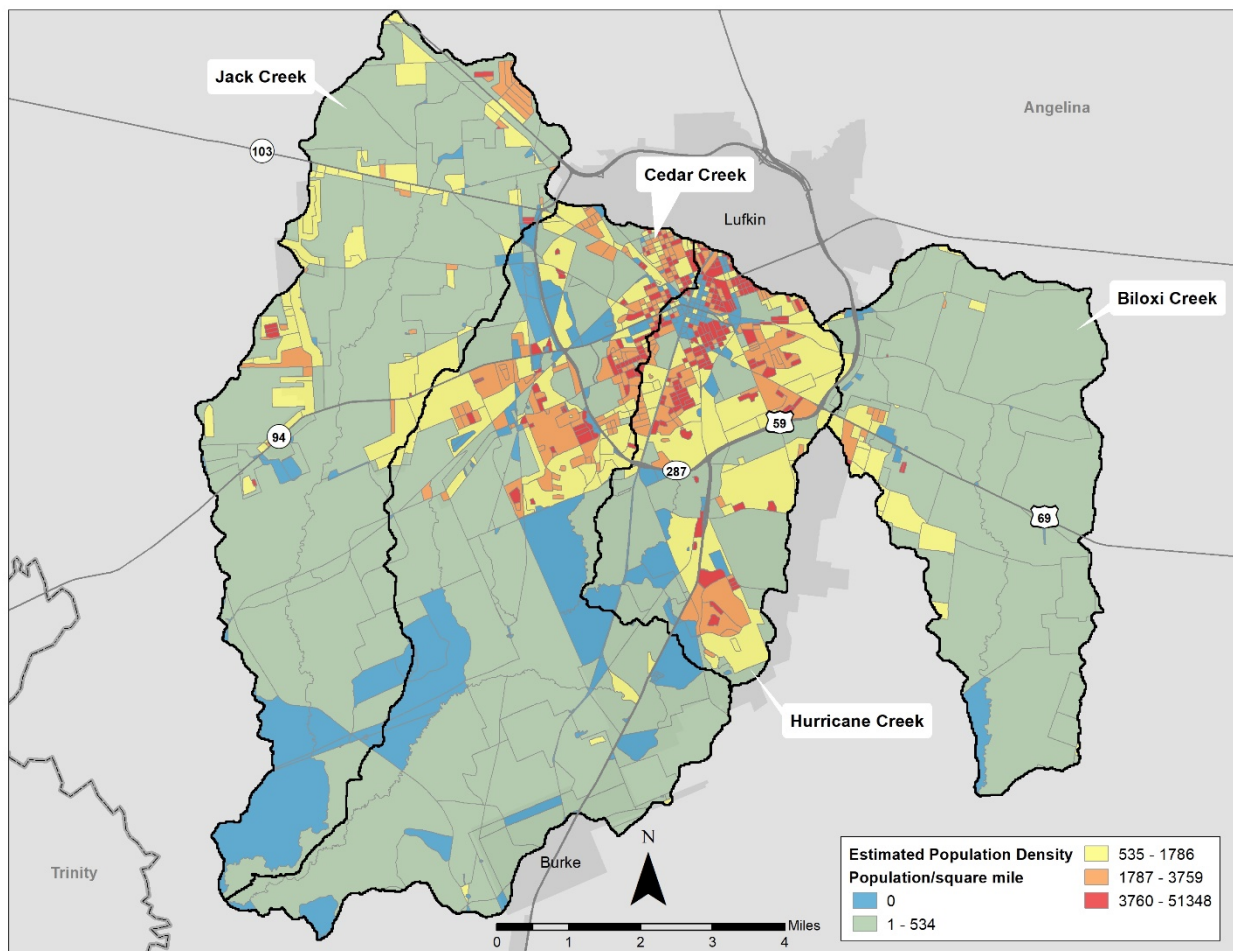 Jack Creek
Angelina
103
Cedar Creek
Lufkin
Biloxi Creek
94
59
287
69
Hurricane Creek
N
Burke
Trinity
Miles
0 1 2 3 4
Estimated Population Density
Population/square mile
0
1 - 534
535 - 1786
1787 - 3759
3760 - 51348